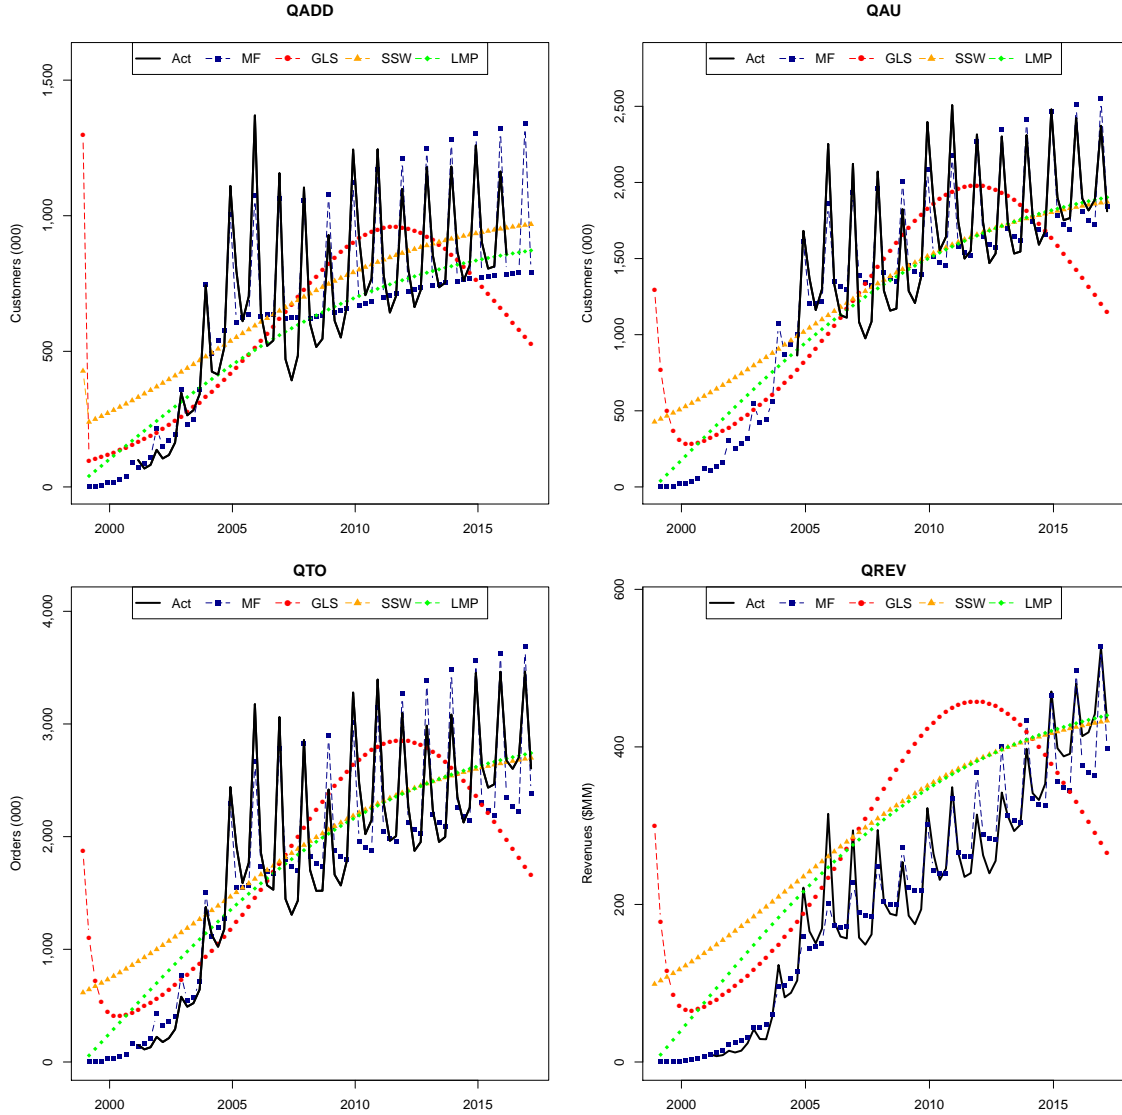 QADD
Act MF GLS SSW LMP
Customers (000)
0 500 1,000 1,500
2000 2005 2010 2015
QAU
Act MF GLS SSW LMP
Customers (000)
0 500 1,000 1,500 2,000 2,500
2000 2005 2010 2015
QTO
Act MF GLS SSW LMP
Orders (000)
0 1,000 2,000 3,000 4,000
2000 2005 2010 2015
QREV
Act MF GLS SSW LMP
Revenues ($MM)
0 200 400 600
2000 2005 2010 2015